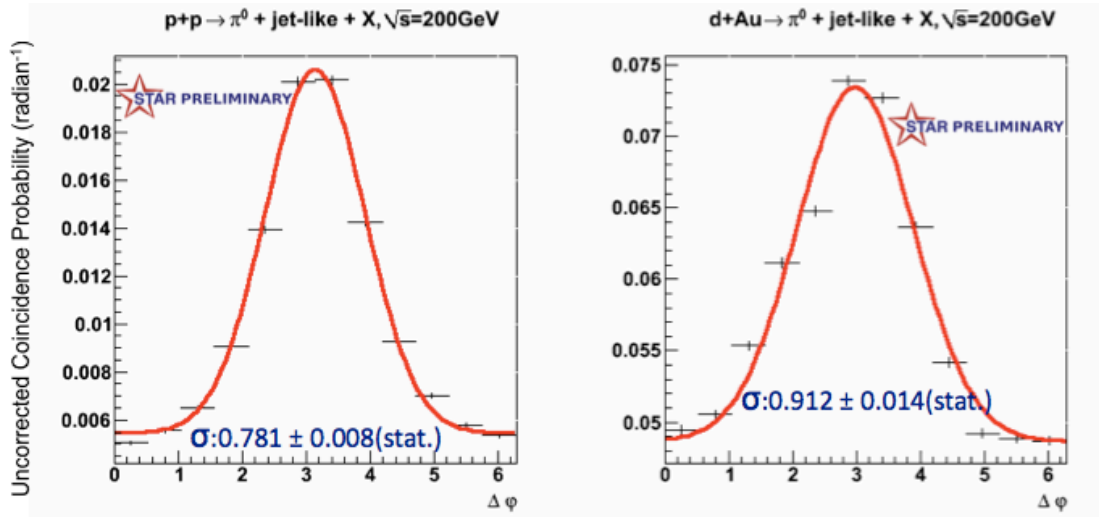 p+p → π⁰ + jet-like + X, √s=200GeV
Uncorrected Coincidence Probability (radian⁻¹)
0.02
0.018
0.016
0.014
0.012
0.01
0.008
0.006
STAR PRELIMINARY
σ:0.781 ± 0.008(stat.)
0 1 2 3 4 5 6
Δ φ
d+Au → π⁰ + jet-like + X, √s=200GeV
0.075
0.07
0.065
0.06
0.055
0.05
STAR PRELIMINARY
σ:0.912 ± 0.014(stat.)
0 1 2 3 4 5 6
Δ φ